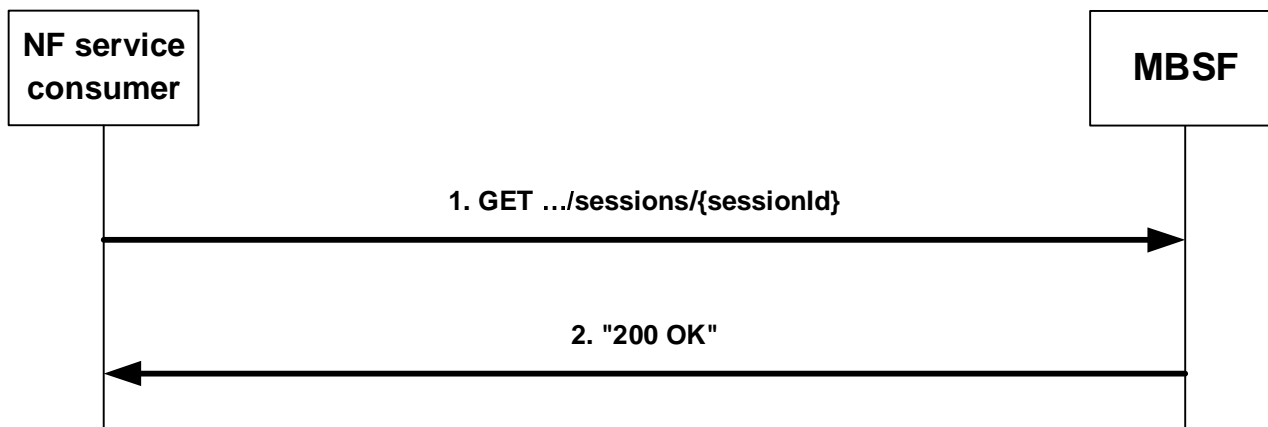 NF service
consumer
MBSF
1. GET …/sessions/{sessionId}
2. "200 OK"